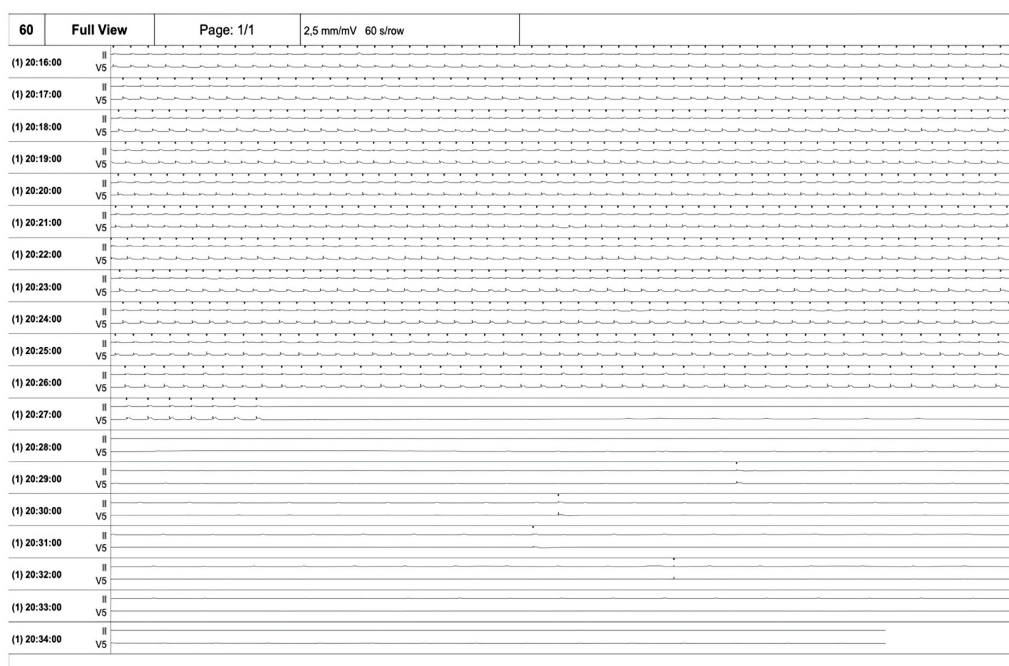 60 Full View Page: 1/1 2,5 mm/mV 60 s/row
(1) 20:16:00 II
V5
(1) 20:17:00 II
V5
(1) 20:18:00 II
V5
(1) 20:19:00 II
V5
(1) 20:20:00 II
V5
(1) 20:21:00 II
V5
(1) 20:22:00 II
V5
(1) 20:23:00 II
V5
(1) 20:24:00 II
V5
(1) 20:25:00 II
V5
(1) 20:26:00 II
V5
(1) 20:27:00 II
V5
(1) 20:28:00 II
V5
(1) 20:29:00 II
V5
(1) 20:30:00 II
V5
(1) 20:31:00 II
V5
(1) 20:32:00 II
V5
(1) 20:33:00 II
V5
(1) 20:34:00 II
V5